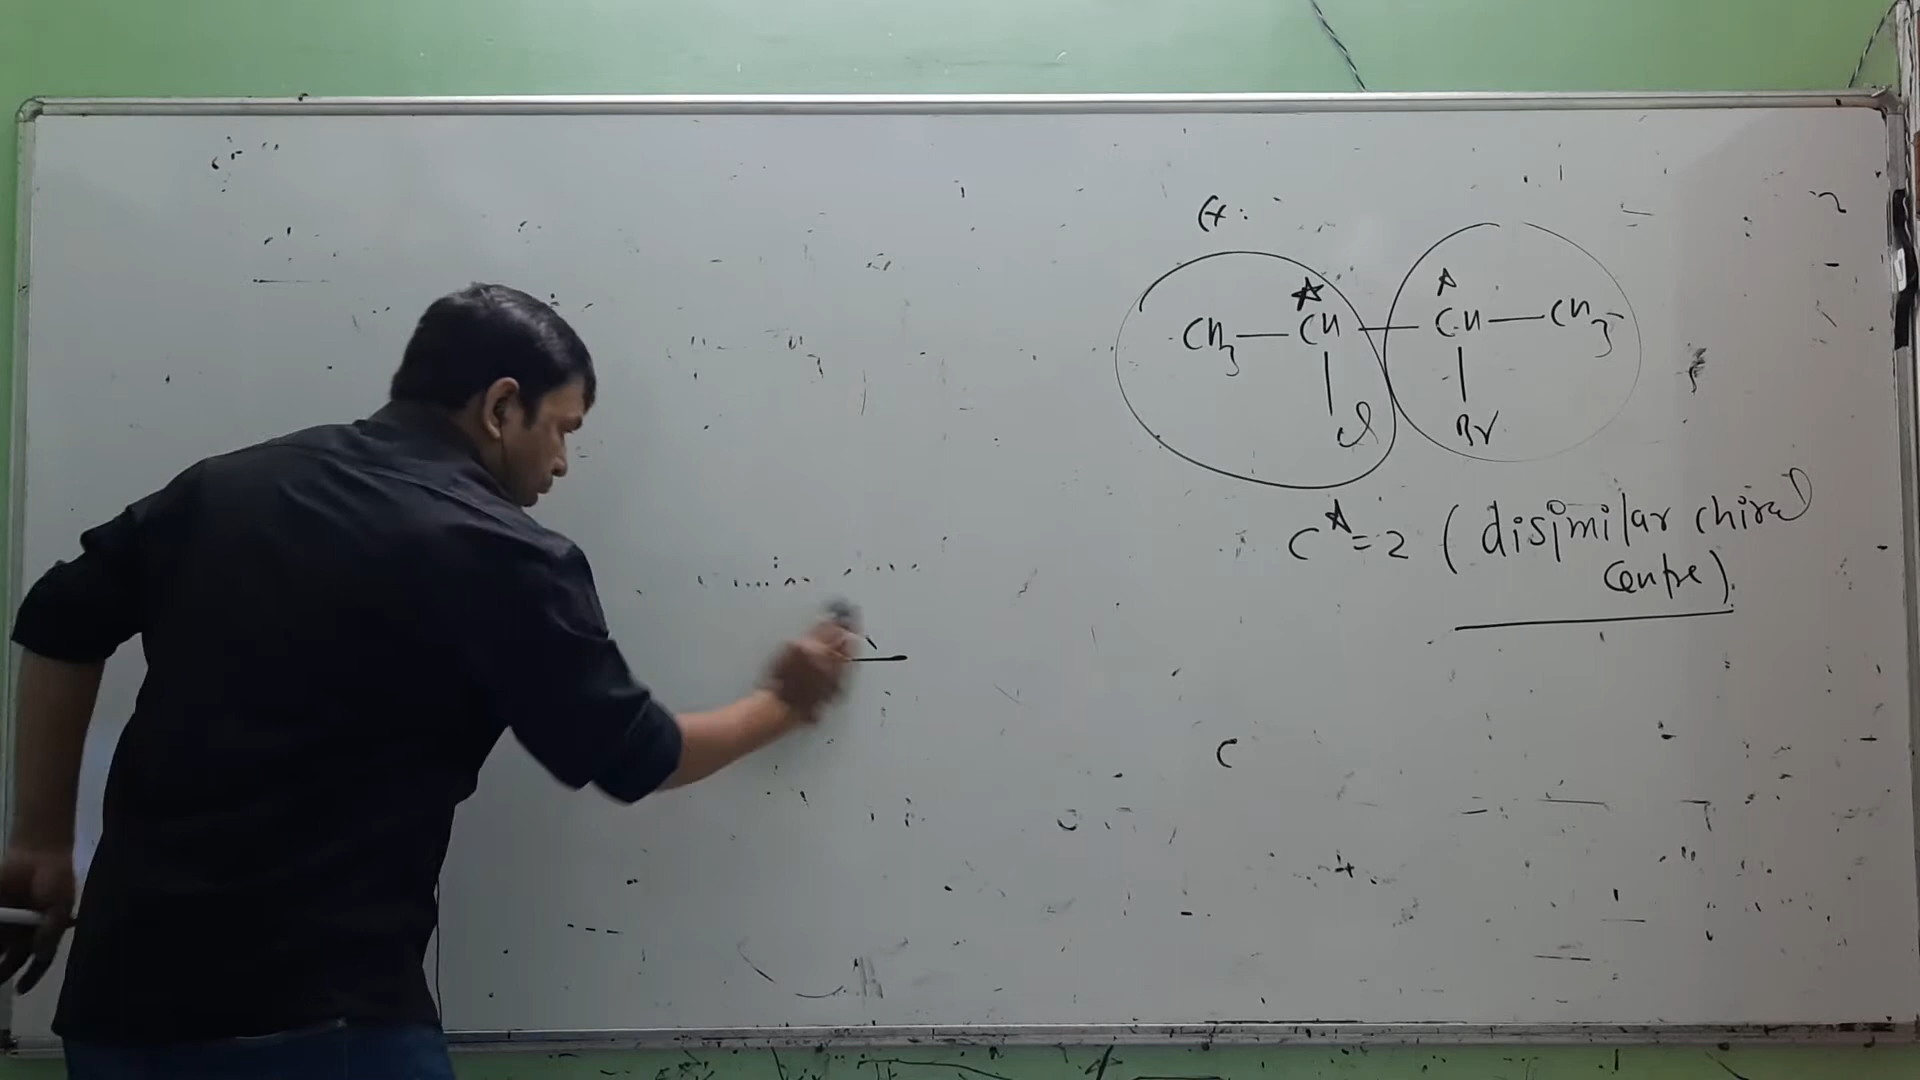 Ex:
CH3—CH★—CH★—CH3
Cl Br
C★=2 (disimilar chiral
centre).
C